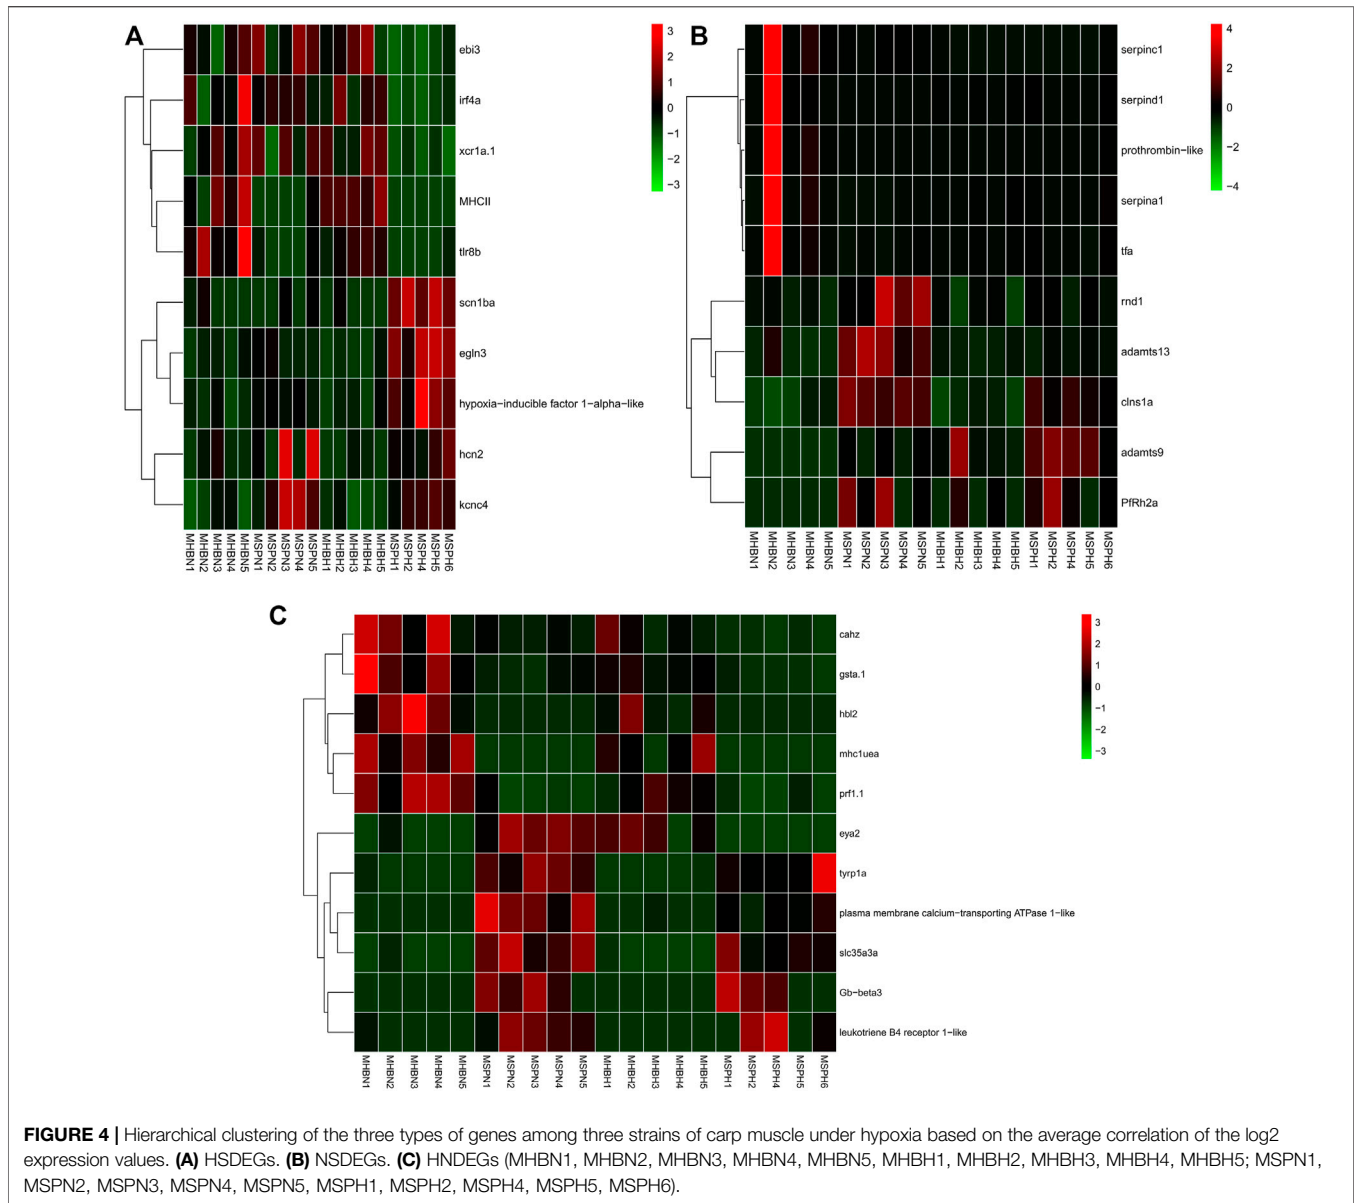 A
ebi3
irf4a
xcr1a.1
MHCII
tlr8b
scn1ba
egln3
hypoxia−inducible factor 1−alpha−like
hcn2
kcnc4
3
2
1
0
−1
−2
−3
MHBN1
MHBN2
MHBN3
MHBN4
MHBN5
MSPN1
MSPN2
MSPN3
MSPN4
MSPN5
MHBH1
MHBH2
MHBH3
MHBH4
MHBH5
MSPH1
MSPH2
MSPH4
MSPH5
MSPH6
B
serpinc1
serpind1
prothrombin−like
serpina1
tfa
rnd1
adamts13
clns1a
adamts9
PfRh2a
4
2
0
−2
−4
MHBN1
MHBN2
MHBN3
MHBN4
MHBN5
MSPN1
MSPN2
MSPN3
MSPN4
MSPN5
MHBH1
MHBH2
MHBH3
MHBH4
MHBH5
MSPH1
MSPH2
MSPH4
MSPH5
MSPH6
C
cahz
gsta.1
hbl2
mhc1uea
prf1.1
eya2
tyrp1a
plasma membrane calcium−transporting ATPase 1−like
slc35a3a
Gb−beta3
leukotriene B4 receptor 1−like
3
2
1
0
−1
−2
−3
MHBN1
MHBN2
MHBN3
MHBN4
MHBN5
MSPN1
MSPN2
MSPN3
MSPN4
MSPN5
MHBH1
MHBH2
MHBH3
MHBH4
MHBH5
MSPH1
MSPH2
MSPH4
MSPH5
MSPH6
FIGURE 4 | Hierarchical clustering of the three types of genes among three strains of carp muscle under hypoxia based on the average correlation of the log2
expression values. (A) HSDEGs. (B) NSDEGs. (C) HNDEGs (MHBN1, MHBN2, MHBN3, MHBN4, MHBN5, MHBH1, MHBH2, MHBH3, MHBH4, MHBH5; MSPN1,
MSPN2, MSPN3, MSPN4, MSPN5, MSPH1, MSPH2, MSPH4, MSPH5, MSPH6).